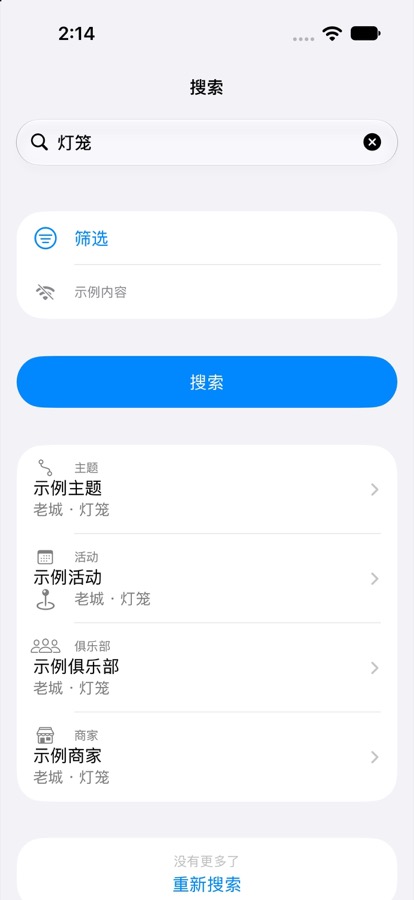 2:14
搜索
灯笼
筛选
示例内容
搜索
主题
示例主题
老城 · 灯笼
活动
示例活动
老城 · 灯笼
俱乐部
示例俱乐部
老城 · 灯笼
商家
示例商家
老城 · 灯笼
没有更多了
重新搜索